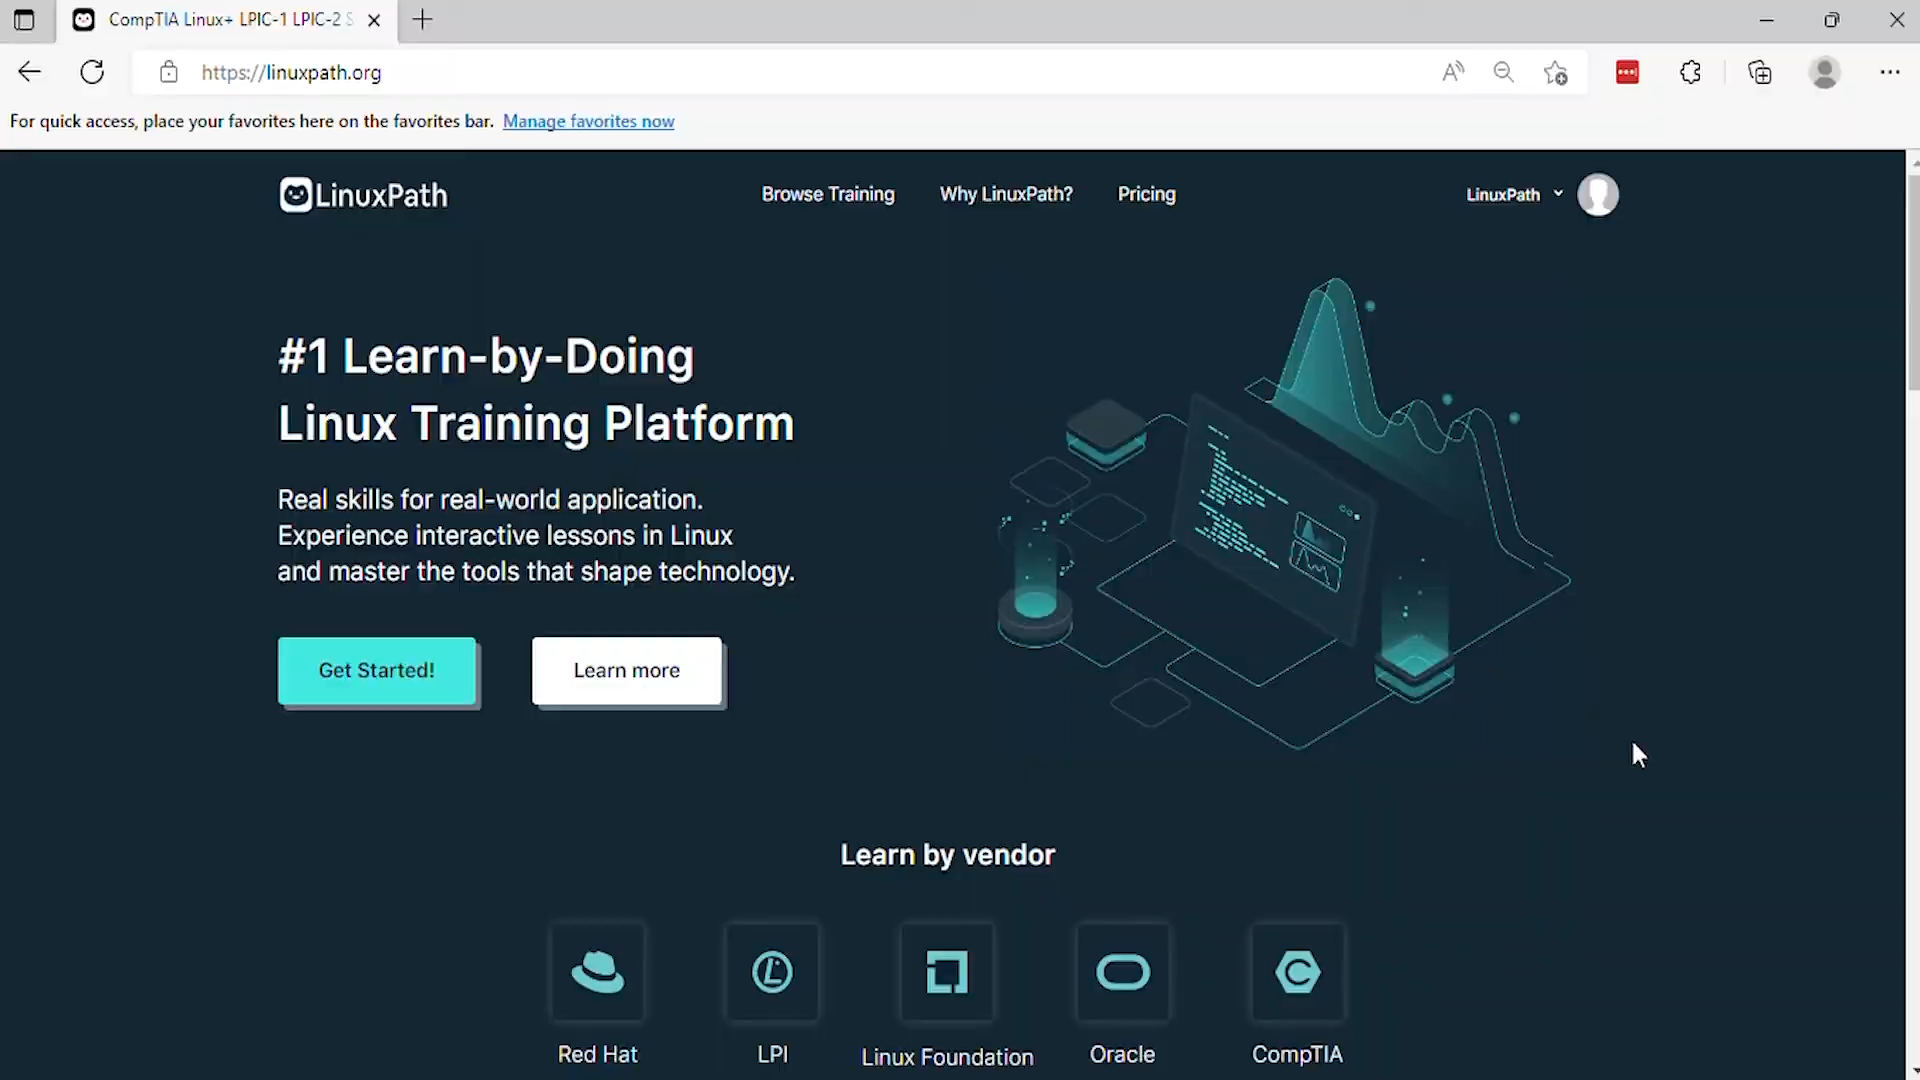 CompTIA Linux+ LPIC-1 LPIC-2 S
https://linuxpath.org
For quick access, place your favorites here on the favorites bar. Manage favorites now
LinuxPath
Browse Training
Why LinuxPath?
Pricing
LinuxPath
#1 Learn-by-Doing
Linux Training Platform
Real skills for real-world application.
Experience interactive lessons in Linux
and master the tools that shape technology.
Get Started!
Learn more
Learn by vendor
Red Hat
LPI
Linux Foundation
Oracle
CompTIA